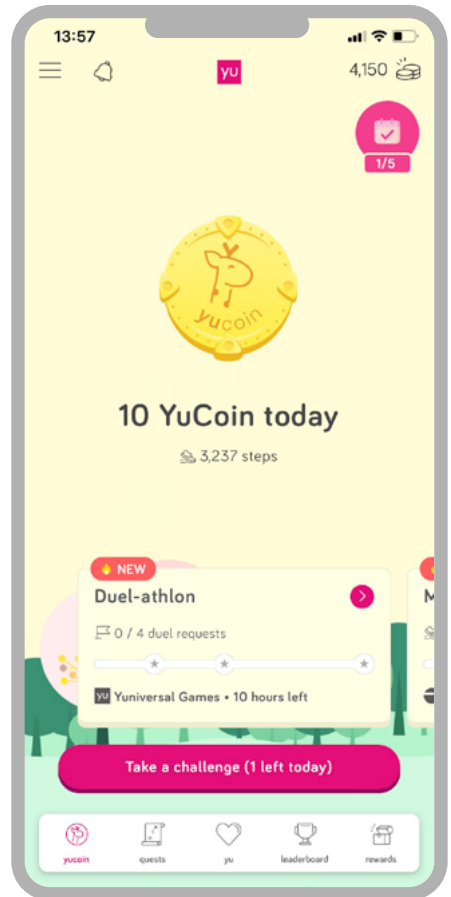 13:57
yu
4,150
1/5
yucoin
10 YuCoin today
3,237 steps
NEW
Duel-athlon
M
0 / 4 duel requests
yu Yuniversal Games • 10 hours left
Take a challenge (1 left today)
yucoin quests yu leaderboard rewards